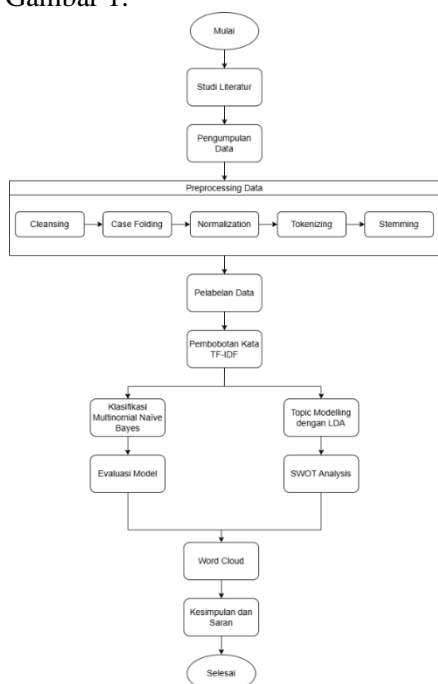 Gambar 1.
Mulai
Studi Literatur
Pengumpulan
Data
Preprocessing Data
Cleansing
Case Folding
Normalization
Tokenizing
Stemming
Pelabelan Data
Pembobotan Kata
TF-IDF
Klasifikasi
Multinomial Naïve
Bayes
Topic Modelling
dengan LDA
Evaluasi Model
SWOT Analysis
Word Cloud
Kesimpulan dan
Saran
Selesai